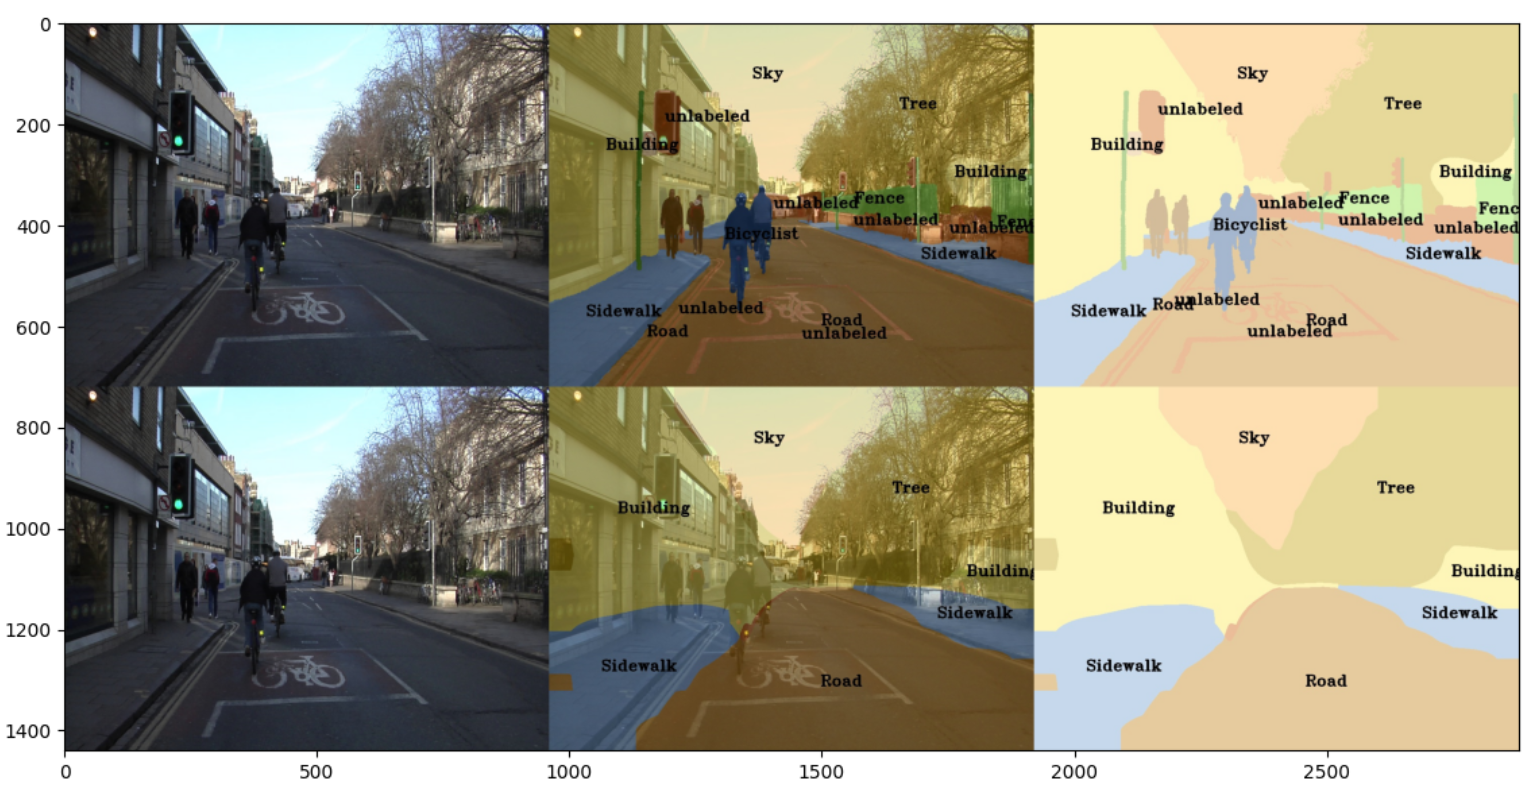 0
200
400
600
800
1000
1200
1400
0
500
1000
1500
2000
2500
Sky
Tree
unlabeled
Building
Building
Fence
unlabeled
unlabeled
Fenc
unlabeled
Bicyclist
Sidewalk
Sidewalk
unlabeled
Road
Road
unlabeled
Sky
Tree
unlabeled
Building
Building
Fence
unlabeled
unlabeled
Fenc
unlabeled
Bicyclist
Sidewalk
Sidewalk
unlabeled
Road
Road
unlabeled
Sky
Tree
Building
Building
Sidewalk
Sidewalk
Road
Sky
Tree
Building
Building
Sidewalk
Sidewalk
Road